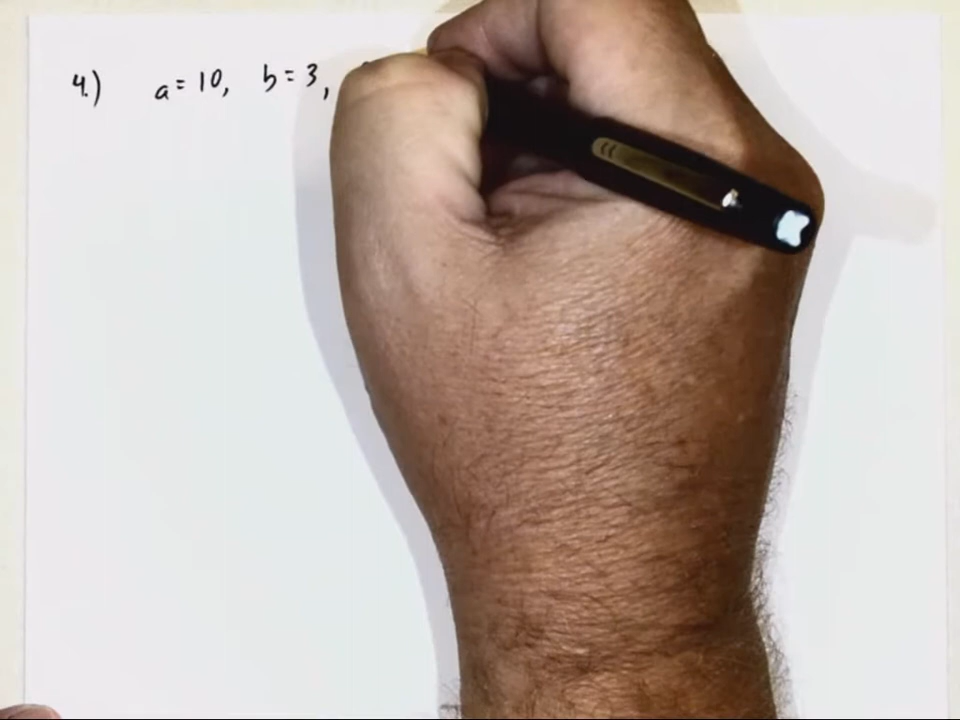 4.) a = 10, b = 3,